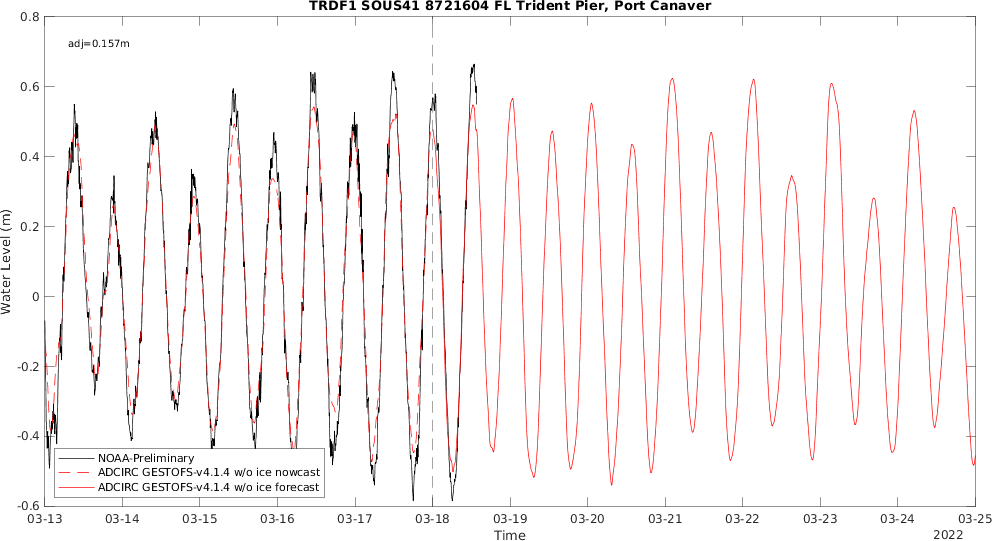 TRDF1 SOUS41 8721604 FL Trident Pier, Port Canaver
adj=0.157m
0.8
0.6
0.4
0.2
0
-0.2
-0.4
-0.6
Water Level (m)
NOAA-Preliminary
ADCIRC GESTOFS-v4.1.4 w/o ice nowcast
ADCIRC GESTOFS-v4.1.4 w/o ice forecast
03-13 03-14 03-15 03-16 03-17 03-18 03-19 03-20 03-21 03-22 03-23 03-24 03-25
Time
2022